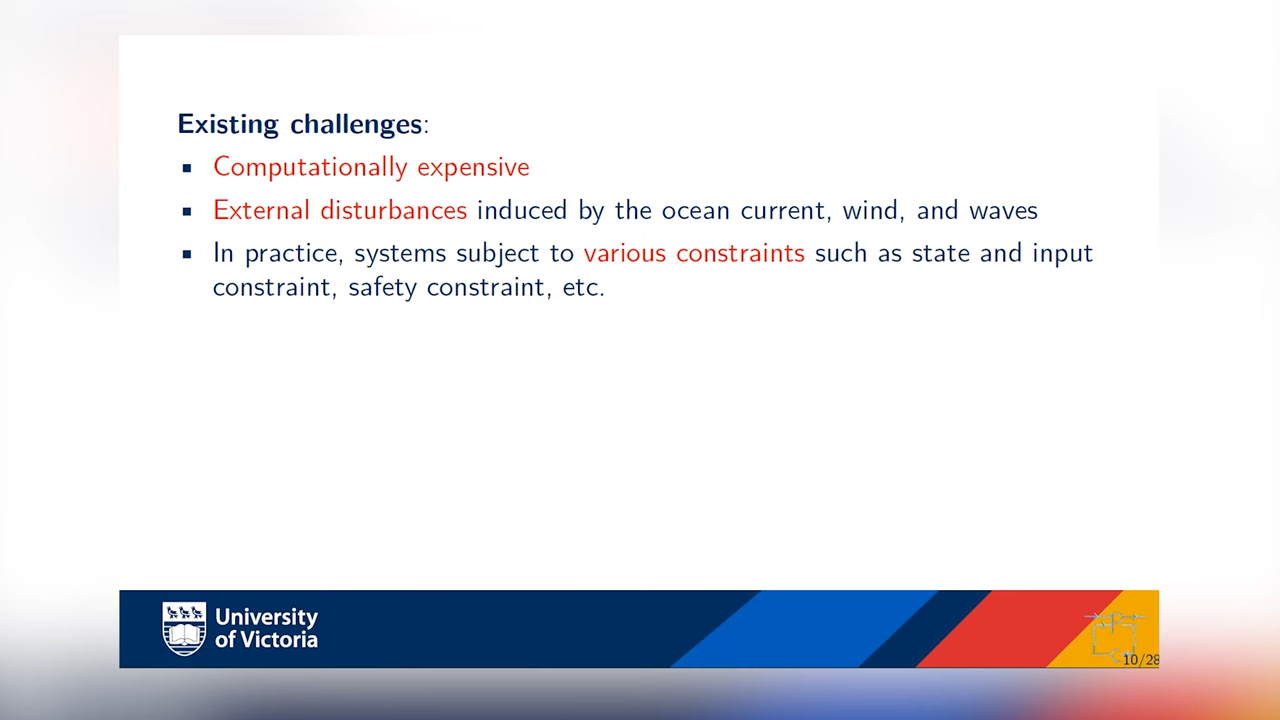 Existing challenges:
▪ Computationally expensive
▪ External disturbances induced by the ocean current, wind, and waves
▪ In practice, systems subject to various constraints such as state and input
constraint, safety constraint, etc.
University
of Victoria
10/28